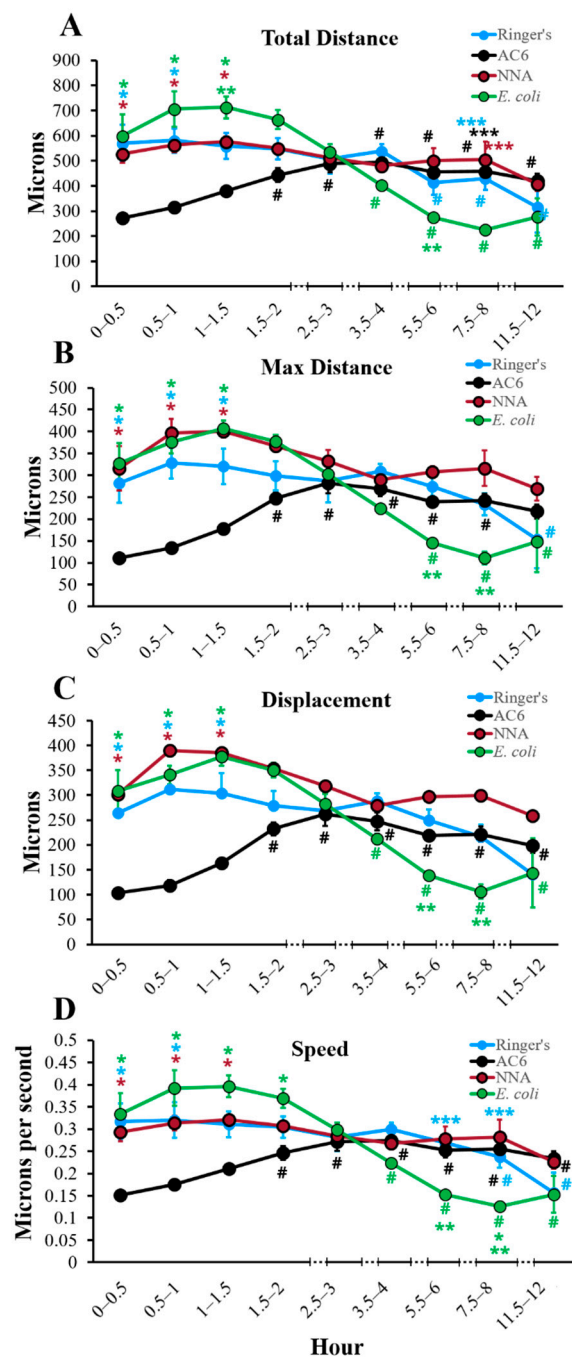 A
Total Distance
Ringer's
AC6
NNA
E. coli
Microns
900
800
700
600
500
400
300
200
100
0
* * * * * * * * **
# # # # # # *** *** # *** #
# # # #
# # # #
**
0–0.5 0.5–1 1–1.5 1.5–2 2.5–3 3.5–4 5.5–6 7.5–8 11.5–12
B
Max Distance
Ringer's
AC6
NNA
E. coli
Microns
500
450
400
350
300
250
200
150
100
50
0
* * * * * * * * *
# # # # #
# # # #
** **
0–0.5 0.5–1 1–1.5 1.5–2 2.5–3 3.5–4 5.5–6 7.5–8 11.5–12
C
Displacement
Ringer's
AC6
NNA
E. coli
Microns
450
400
350
300
250
200
150
100
50
0
* * * * * * * * *
# # # # # #
# # # #
** **
0–0.5 0.5–1 1–1.5 1.5–2 2.5–3 3.5–4 5.5–6 7.5–8 11.5–12
D
Speed
Ringer's
AC6
NNA
E. coli
Microns per second
0.5
0.45
0.4
0.35
0.3
0.25
0.2
0.15
0.1
0.05
0
* * * * * * * * *
*** ***
# # # # # # #
# #
# # # #
** * **
0–0.5 0.5–1 1–1.5 1.5–2 2.5–3 3.5–4 5.5–6 7.5–8 11.5–12
Hour